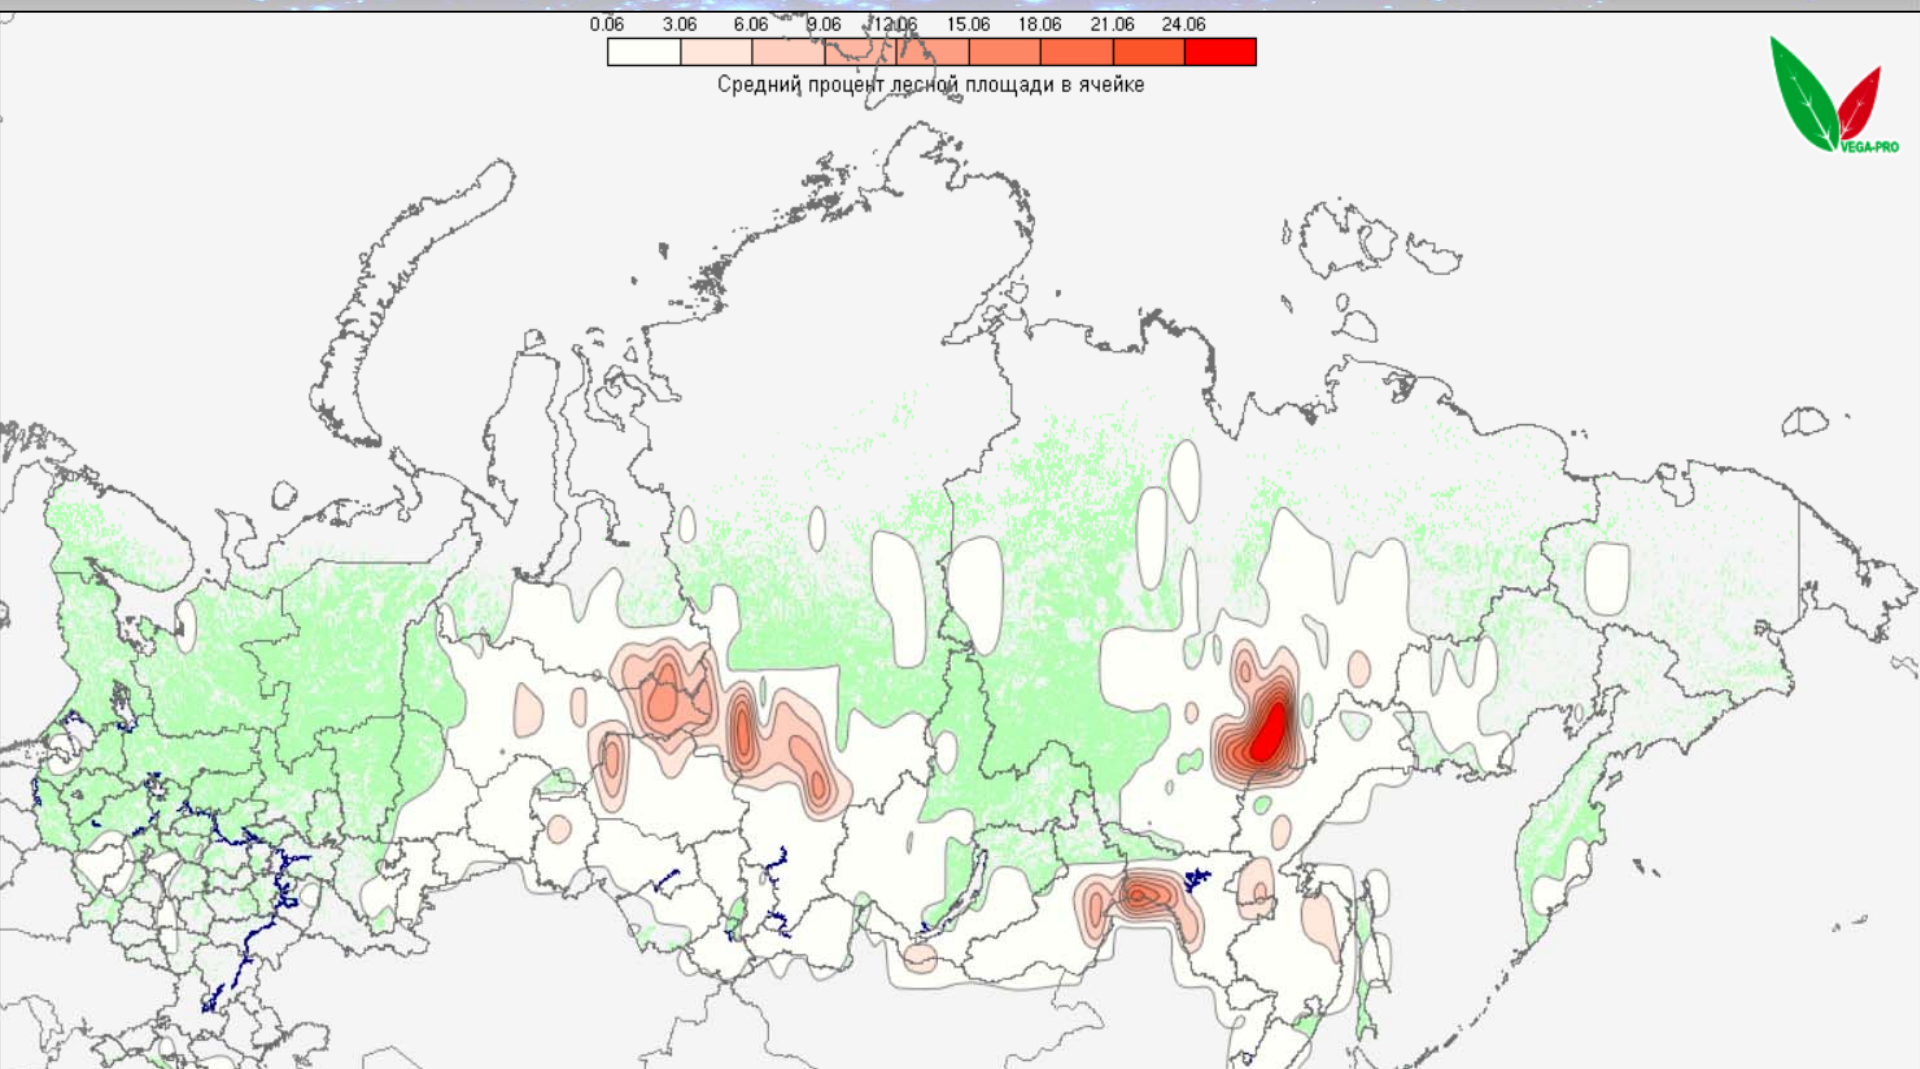 0.06 3.06 6.06 9.06 12.06 15.06 18.06 21.06 24.06
Средний процент лесной площади в ячейке
VEGA-PRO